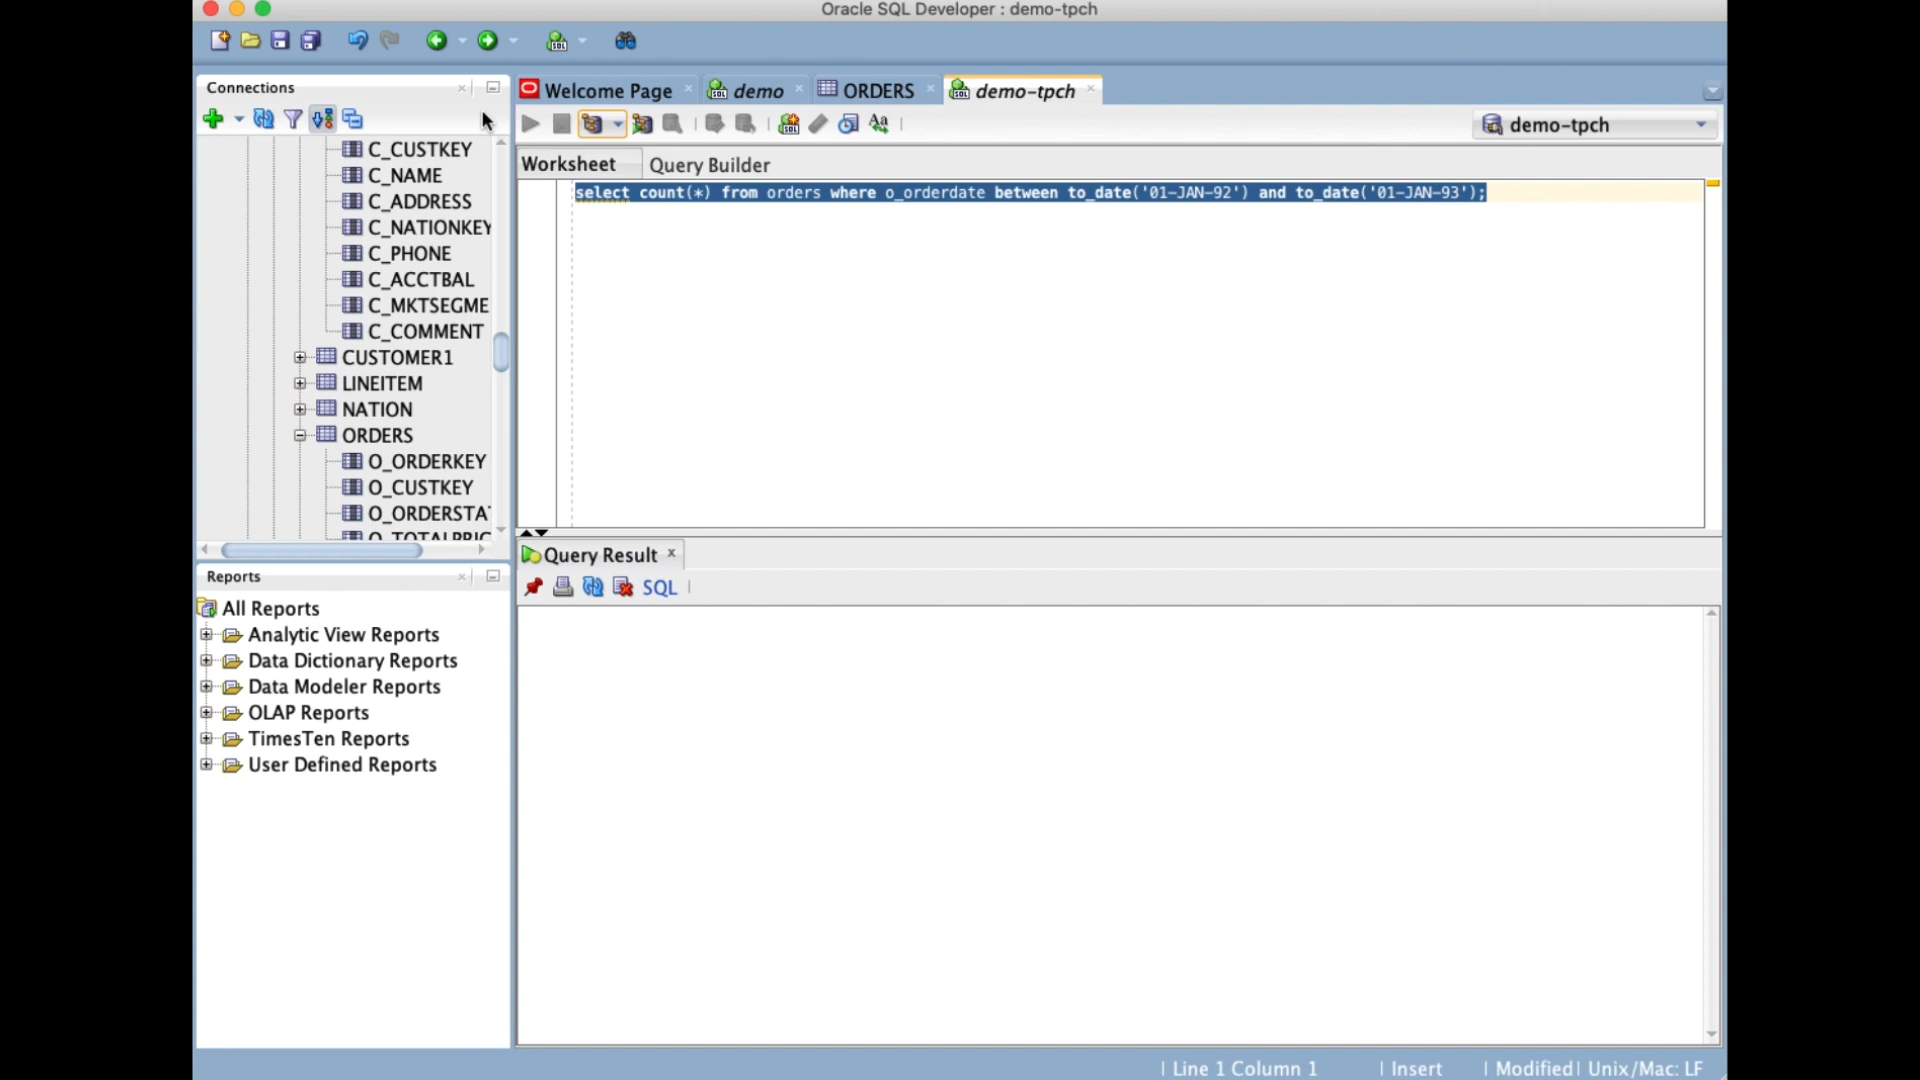 Oracle SQL Developer : demo-tpch
Connections
C_CUSTKEY
C_NAME
C_ADDRESS
C_NATIONKEY
C_PHONE
C_ACCTBAL
C_MKTSEGME
C_COMMENT
CUSTOMER1
LINEITEM
NATION
ORDERS
O_ORDERKEY
O_CUSTKEY
O_ORDERSTA
O_TOTALPRIC
Reports
All Reports
Analytic View Reports
Data Dictionary Reports
Data Modeler Reports
OLAP Reports
TimesTen Reports
User Defined Reports
Welcome Page demo ORDERS demo-tpch
demo-tpch
Worksheet Query Builder
select count(*) from orders where o_orderdate between to_date('01-JAN-92') and to_date('01-JAN-93');
Query Result
SQL
Line 1 Column 1 Insert Modified Unix/Mac: LF